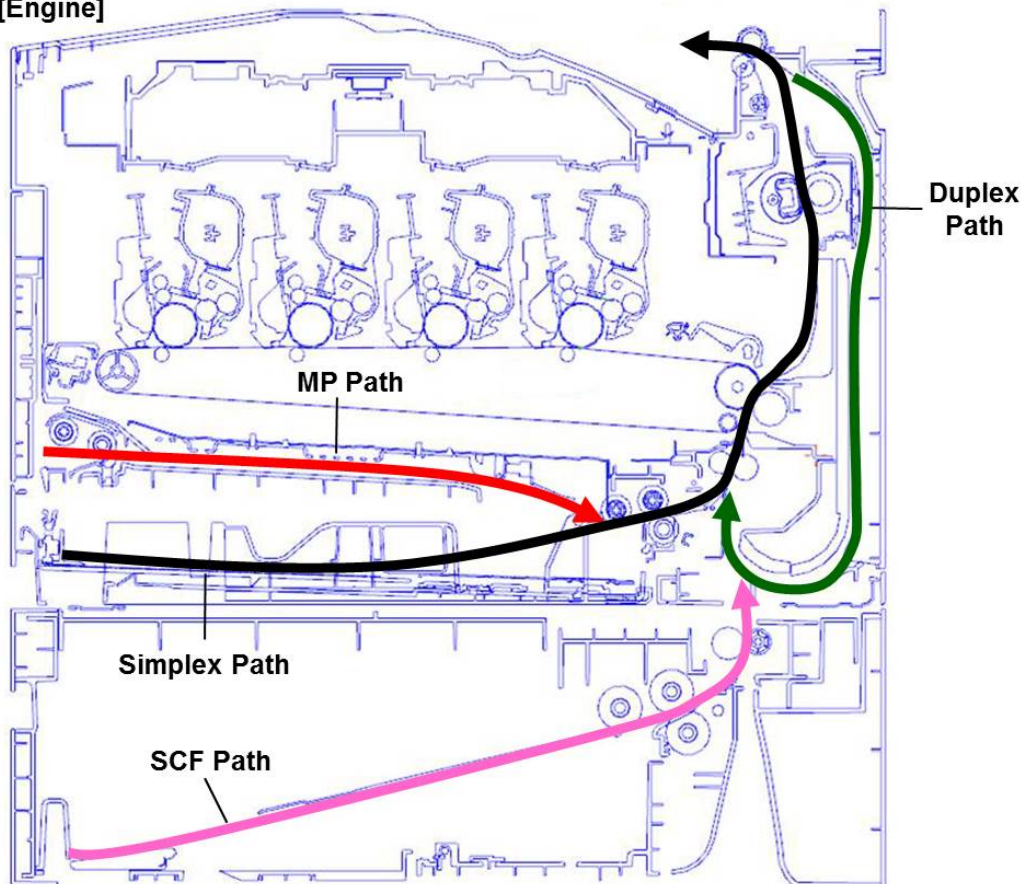 [Engine]
Duplex
Path
MP Path
Simplex Path
SCF Path